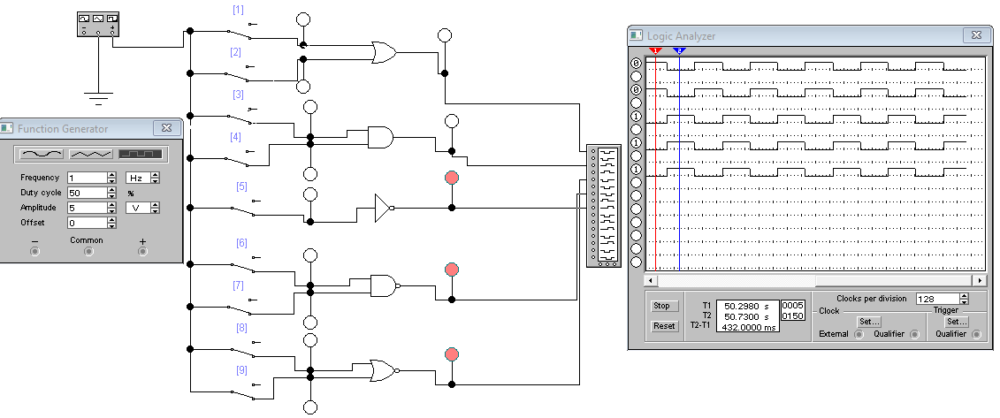 [1]
[2]
[3]
[4]
[5]
[6]
[7]
[8]
[9]
Function Generator
Frequency 1 Hz
Duty cycle 50 %
Amplitude 5 V
Offset 0
− Common +
Logic Analyzer
1 2
0
0
1
1
1
Stop
Reset
T1 50.2980 s 0005
T2 50.7300 s 0150
T2-T1 432.0000 ms
Clocks per division 128
Clock
Set...
External Qualifier
Trigger
Set...
Qualifier